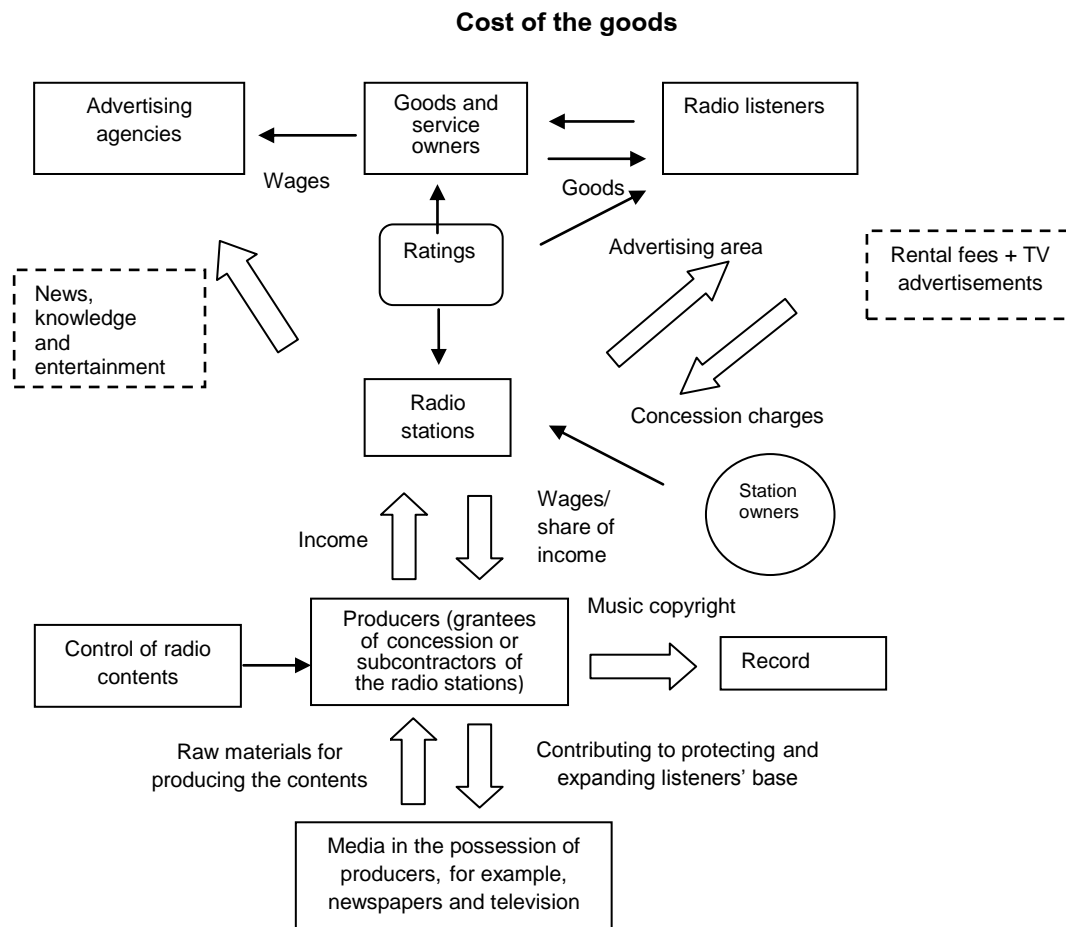 Cost of the goods
Advertising
agencies
Goods and
service
owners
Radio listeners
Wages
Goods
Ratings
Advertising area
Rental fees + TV
advertisements
News,
knowledge
and
entertainment
Radio
stations
Concession charges
Station
owners
Income
Wages/
share of
income
Music copyright
Control of radio
contents
Producers (grantees
of concession or
subcontractors of
the radio stations)
Record
Raw materials for
producing the contents
Contributing to protecting and
expanding listeners’ base
Media in the possession of
producers, for example,
newspapers and television